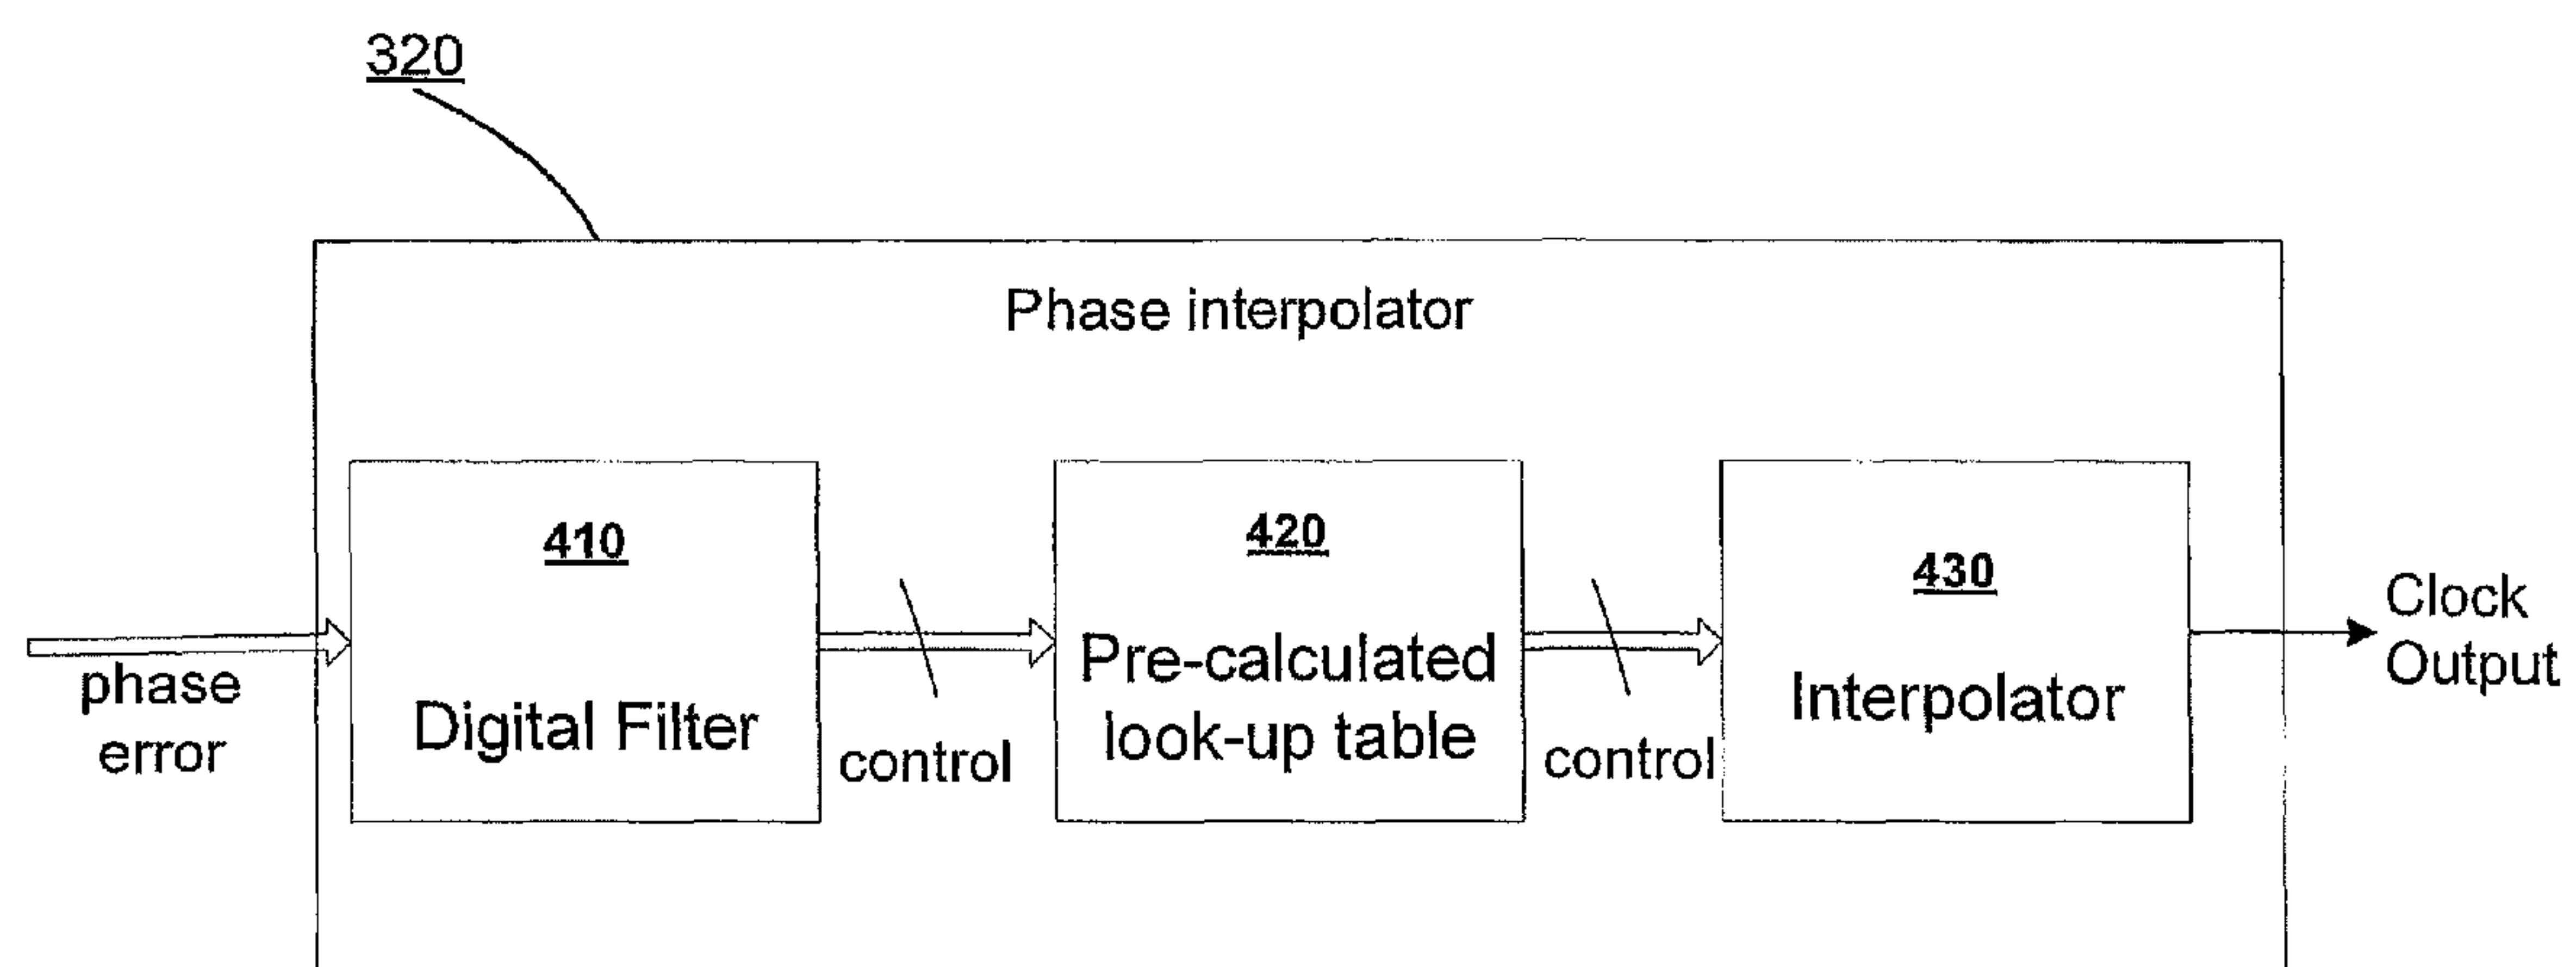 320
Phase interpolator
410
Digital Filter
420
Pre-calculated
look-up table
430
Interpolator
phase
error
control
control
Clock
Output